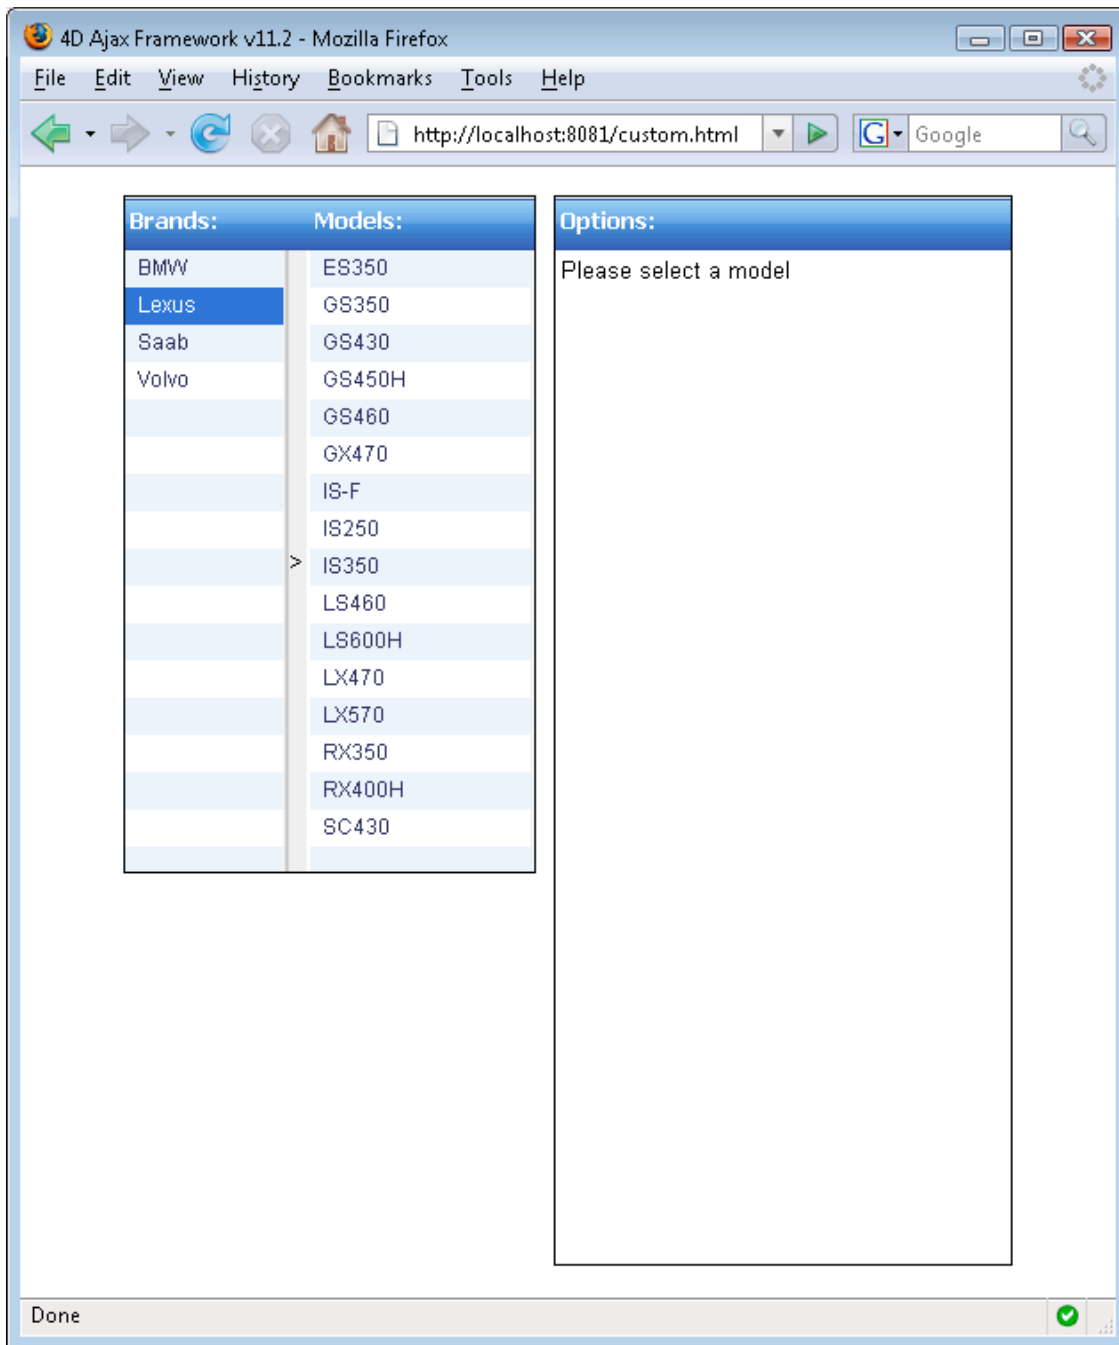 4D Ajax Framework v11.2 - Mozilla Firefox
File Edit View History Bookmarks Tools Help
http://localhost:8081/custom.html G Google
Brands: Models: Options:
BMW ES350 Please select a model
Lexus GS350
Saab GS430
Volvo GS450H
GS460
GX470
IS-F
IS250
> IS350
LS460
LS600H
LX470
LX570
RX350
RX400H
SC430
Done